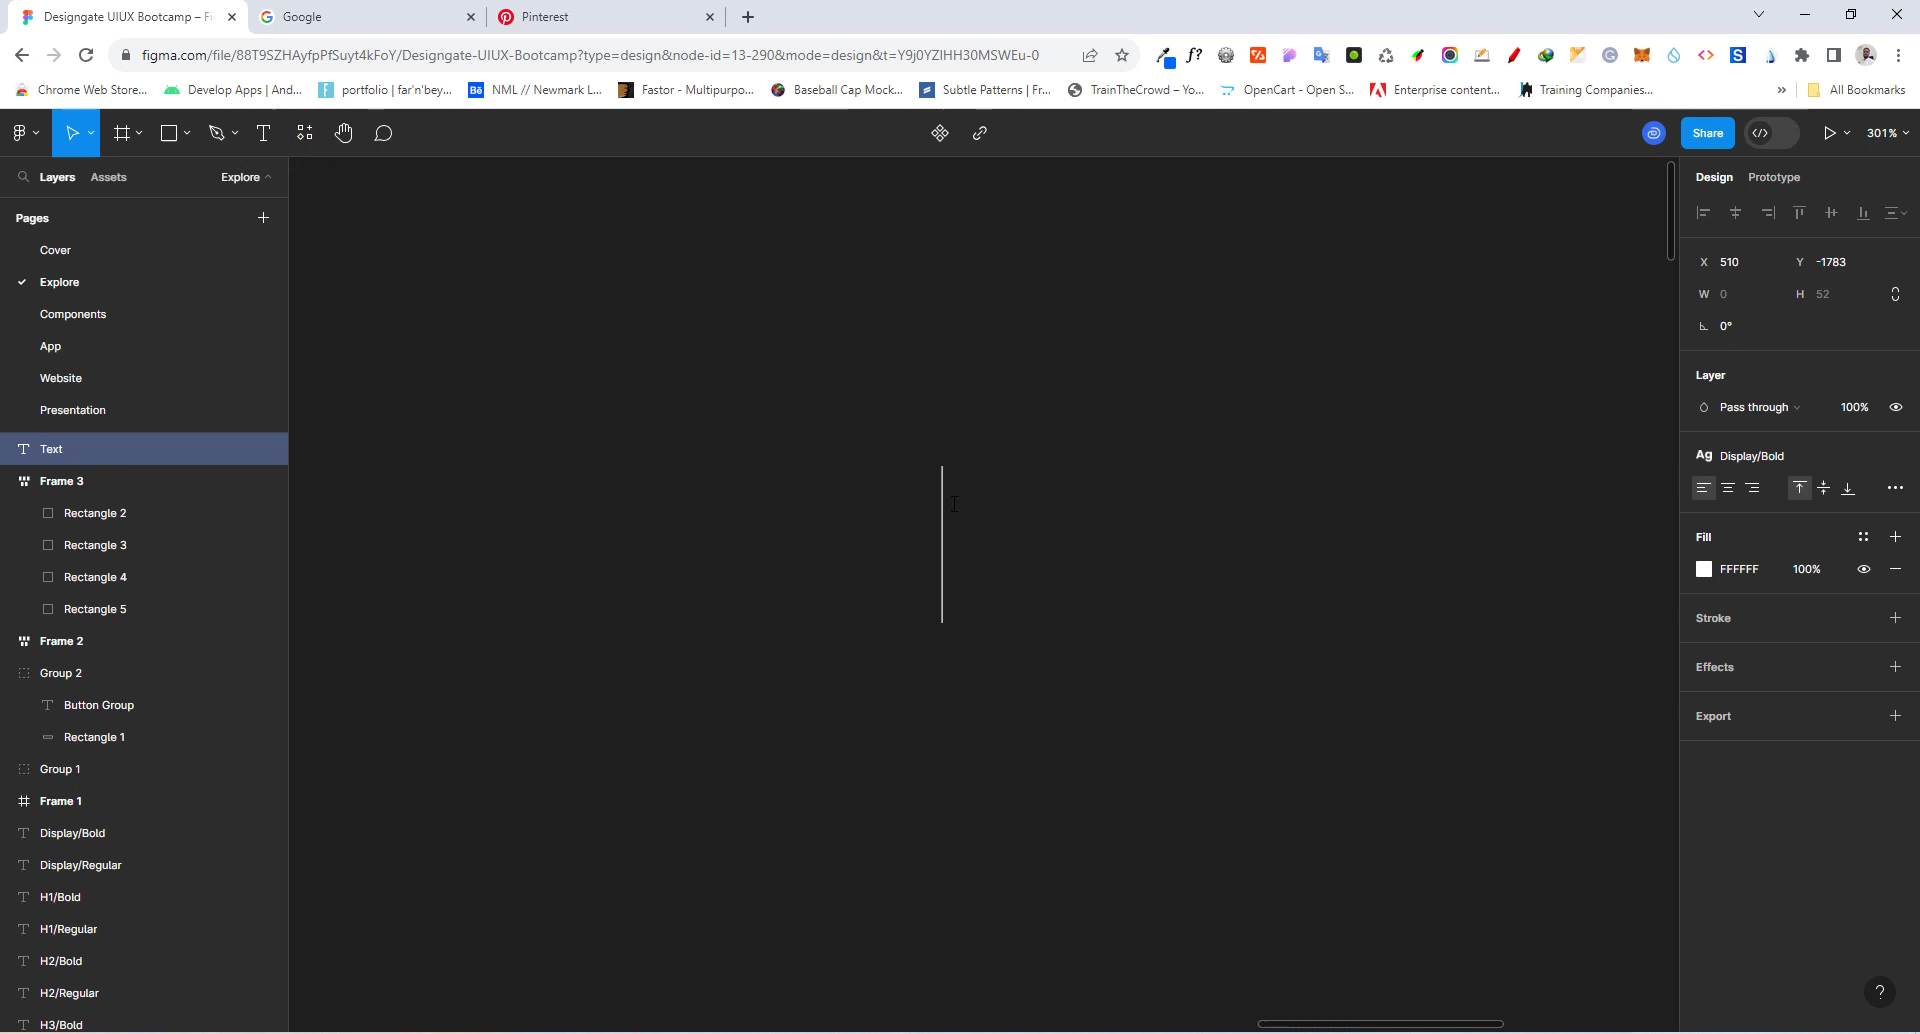 Designgate UIUX Bootcamp – Fi
Google
Pinterest
figma.com/file/88T9SZHAyfpPfSuyt4kFoY/Designgate-UIUX-Bootcamp?type=design&node-id=13-290&mode=design&t=Y9j0YZIHH30MSWEu-0
Chrome Web Store...
Develop Apps | And...
portfolio | far'n'bey...
NML // Newmark L...
Fastor - Multipurpo...
Baseball Cap Mock...
Subtle Patterns | Fr...
TrainTheCrowd – Yo...
OpenCart - Open S...
Enterprise content...
Training Companies...
»
All Bookmarks
Share
301%
Layers
Assets
Explore
Design
Prototype
Pages
Cover
Explore
Components
App
Website
Presentation
Text
Frame 3
Rectangle 2
Rectangle 3
Rectangle 4
Rectangle 5
Frame 2
Group 2
Button Group
Rectangle 1
Group 1
Frame 1
Display/Bold
Display/Regular
H1/Bold
H1/Regular
H2/Bold
H2/Regular
H3/Bold
X 510 Y -1783
W 0 H 52
0°
Layer
Pass through 100%
Ag Display/Bold
Fill
FFFFFF 100%
Stroke
Effects
Export
?